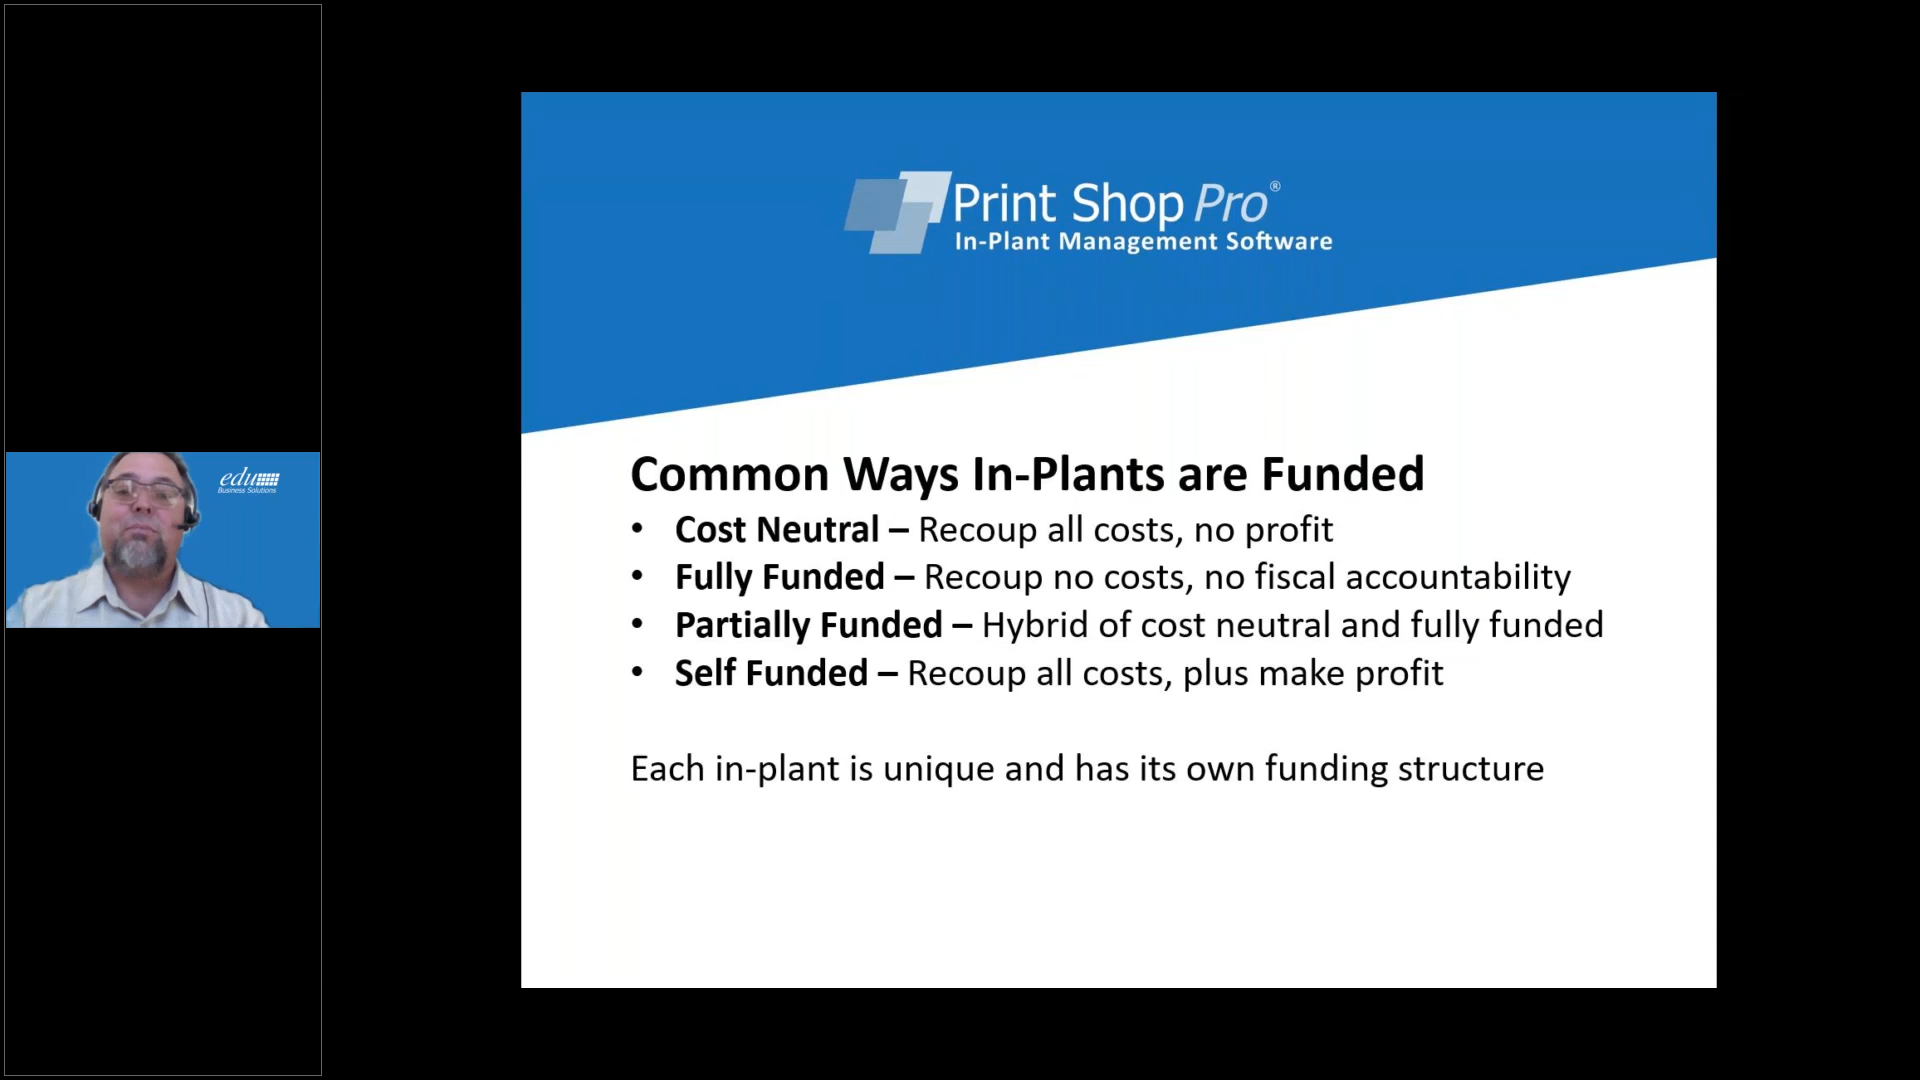 edu
Business Solutions
Print Shop Pro®
In-Plant Management Software
Common Ways In-Plants are Funded
• Cost Neutral – Recoup all costs, no profit
• Fully Funded – Recoup no costs, no fiscal accountability
• Partially Funded – Hybrid of cost neutral and fully funded
• Self Funded – Recoup all costs, plus make profit
Each in-plant is unique and has its own funding structure